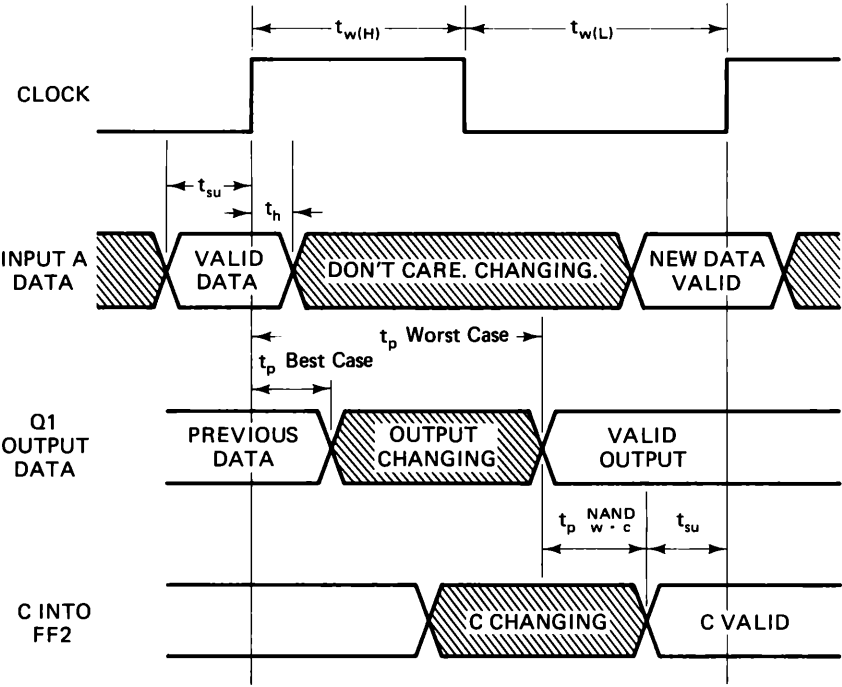 t_w(H)
t_w(L)
CLOCK
t_su
t_h
INPUT A
DATA
VALID
DATA
DON'T CARE. CHANGING.
NEW DATA
VALID
t_p Worst Case
t_p Best Case
Q1
OUTPUT
DATA
PREVIOUS
DATA
OUTPUT
CHANGING
VALID
OUTPUT
t_p NAND
w·c
t_su
C INTO
FF2
C CHANGING
C VALID